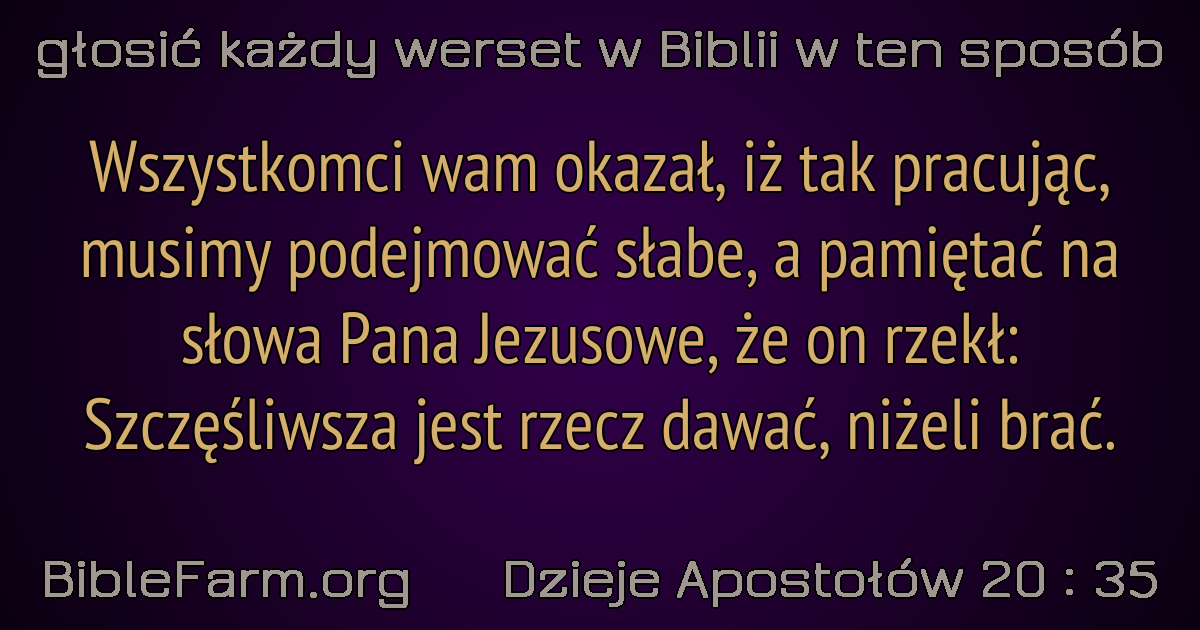 głosić każdy werset w Biblii w ten sposób
Wszystkomci wam okazał, iż tak pracując,
musimy podejmować słabe, a pamiętać na
słowa Pana Jezusowe, że on rzekł:
Szczęśliwsza jest rzecz dawać, niżeli brać.
BibleFarm.org Dzieje Apostołów 20 : 35